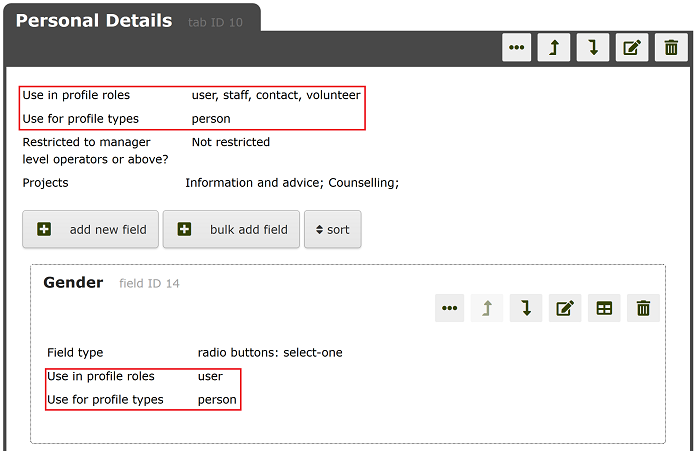 Personal Details tab ID 10
Use in profile roles user, staff, contact, volunteer
Use for profile types person
Restricted to manager Not restricted
level operators or above?
Projects Information and advice; Counselling;
add new field bulk add field sort
Gender field ID 14
Field type radio buttons: select-one
Use in profile roles user
Use for profile types person